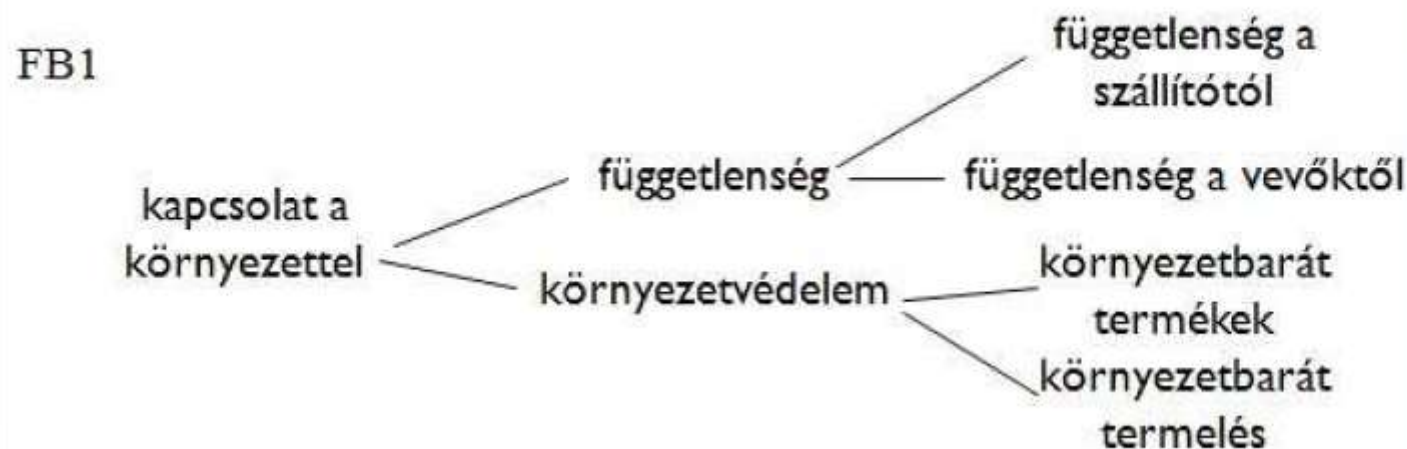 FB1
kapcsolat a
környezettel
függetlenség
környezetvédelem
függetlenség a
szállítótól
függetlenség a vevőktől
környezetbarát
termékek
környezetbarát
termelés